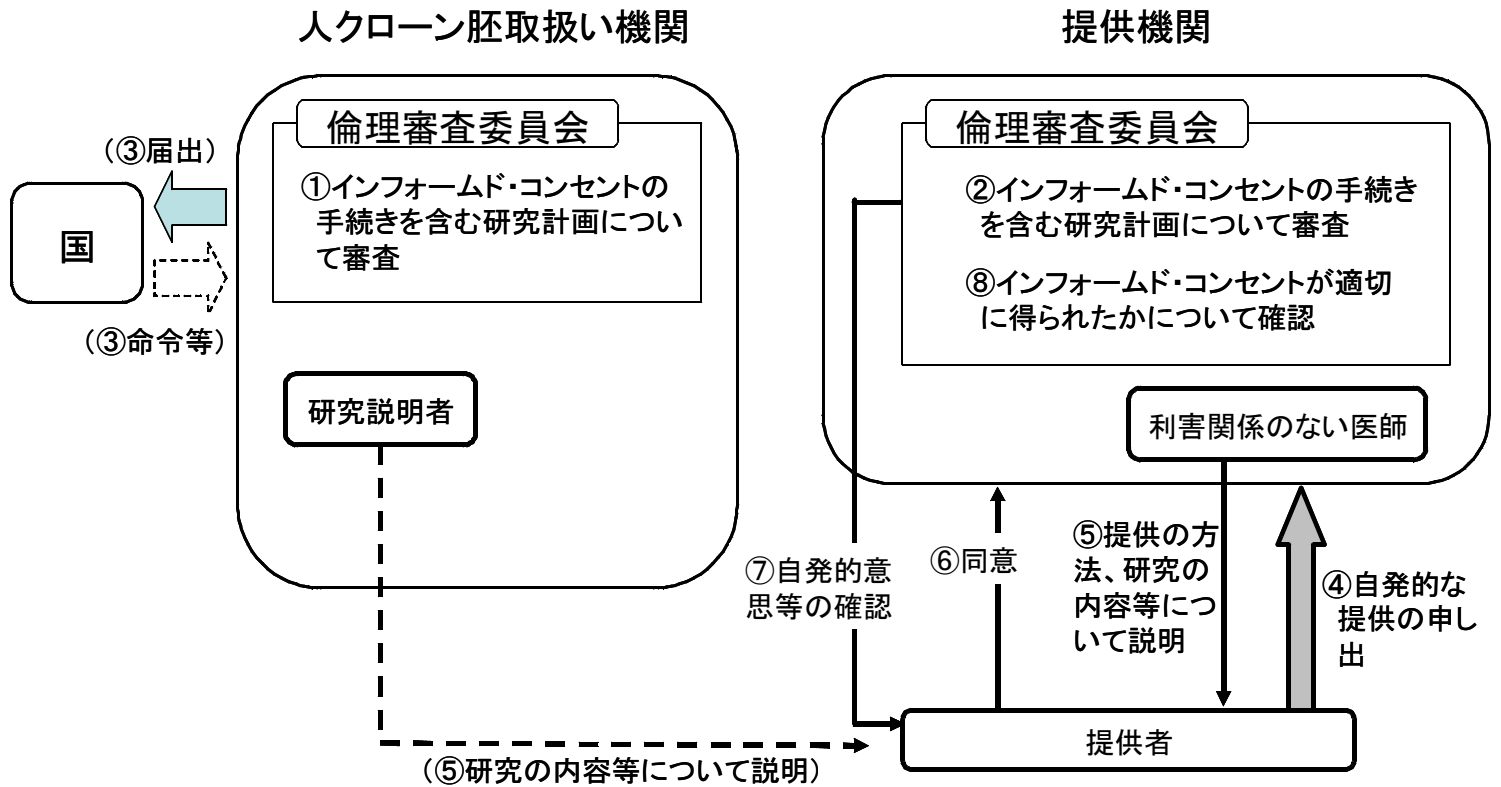 人クローン胚取扱い機関
提供機関
倫理審査委員会
①インフォームド・コンセントの
手続きを含む研究計画につい
て審査
(③届出)
国
(③命令等)
研究説明者
倫理審査委員会
②インフォームド・コンセントの手続き
を含む研究計画について審査
⑧インフォームド・コンセントが適切
に得られたかについて確認
利害関係のない医師
⑦自発的意
思等の確認
⑥同意
⑤提供の方
法、研究の
内容等につ
いて説明
④自発的な
提供の申し
出
提供者
(⑤研究の内容等について説明)